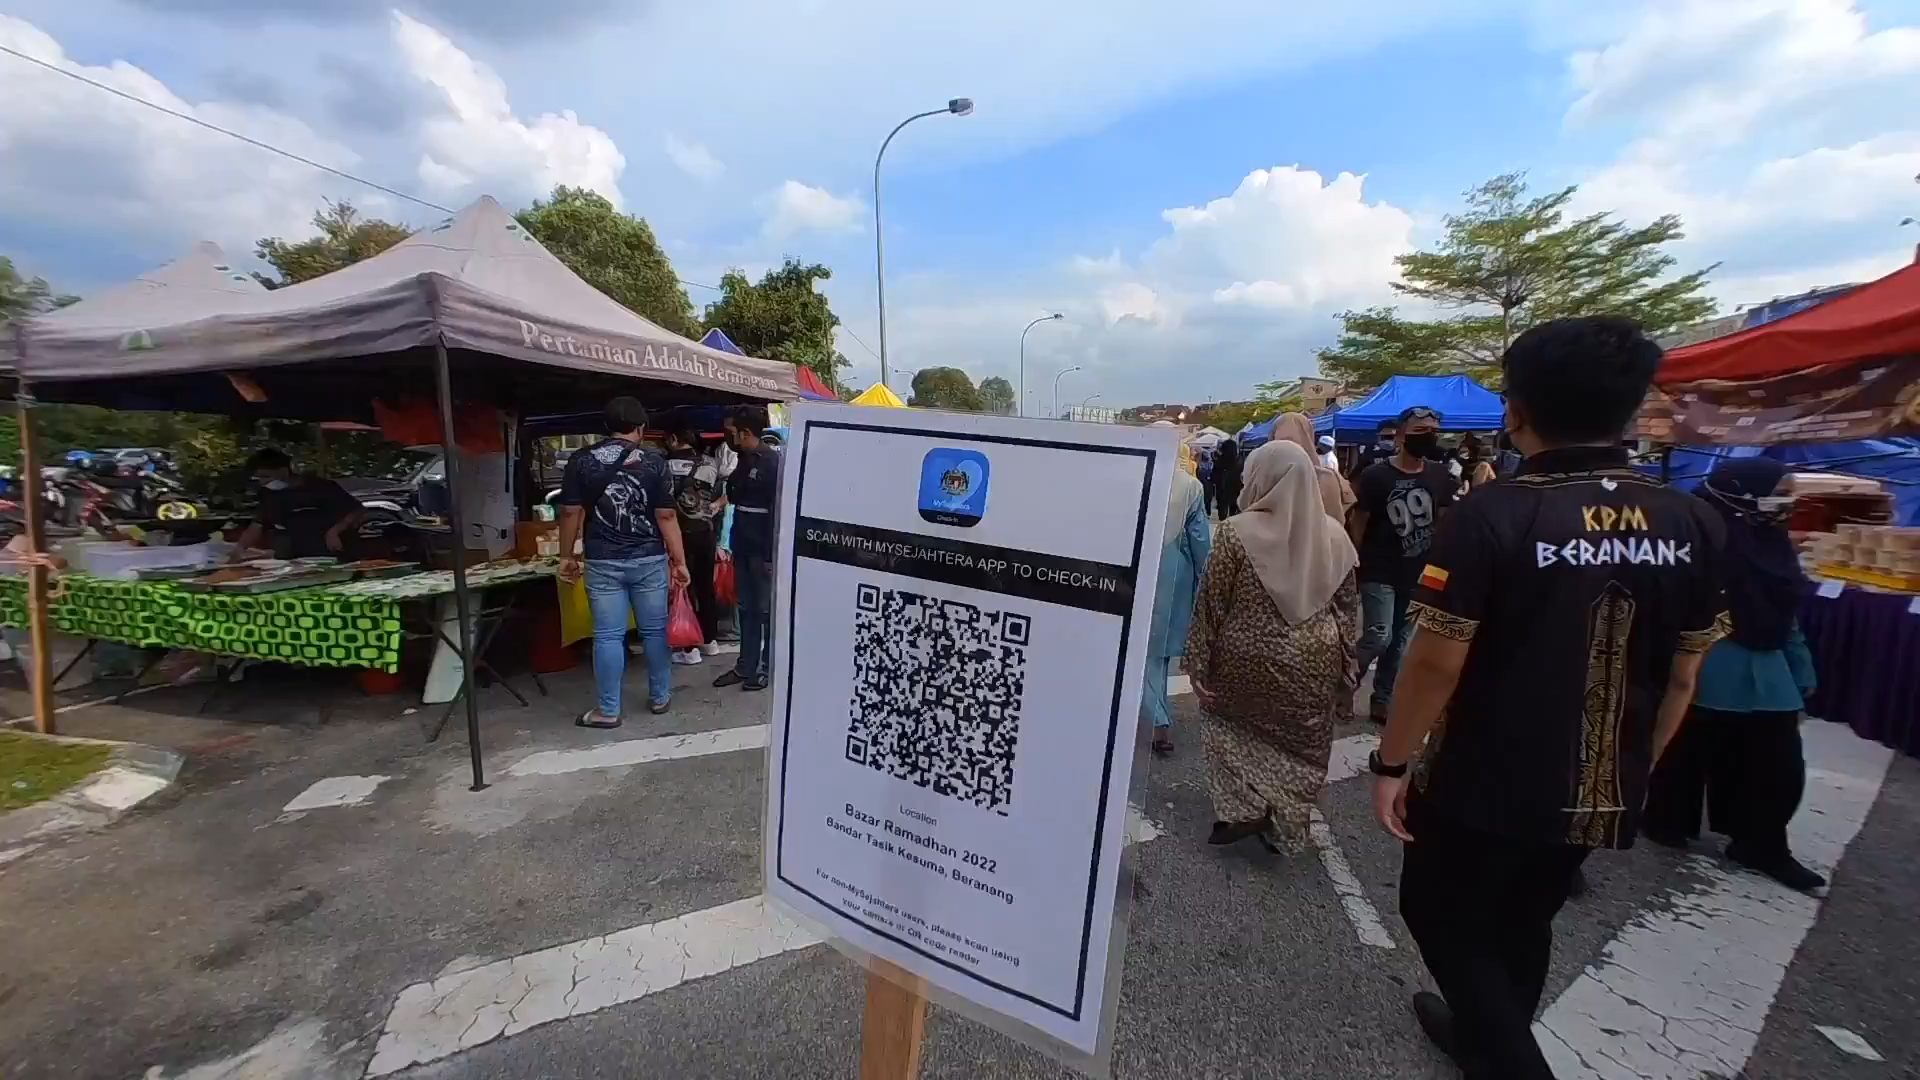 Pertanian Adalah Perniagaan
MySejahtera
Check-in
SCAN WITH MYSEJAHTERA APP TO CHECK-IN
Location
Bazar Ramadhan 2022
Bandar Tasik Kesuma, Beranang
For non-MySejahtera users, please scan using
your camera or QR code reader
SINCE
99
KPM
BERANANG